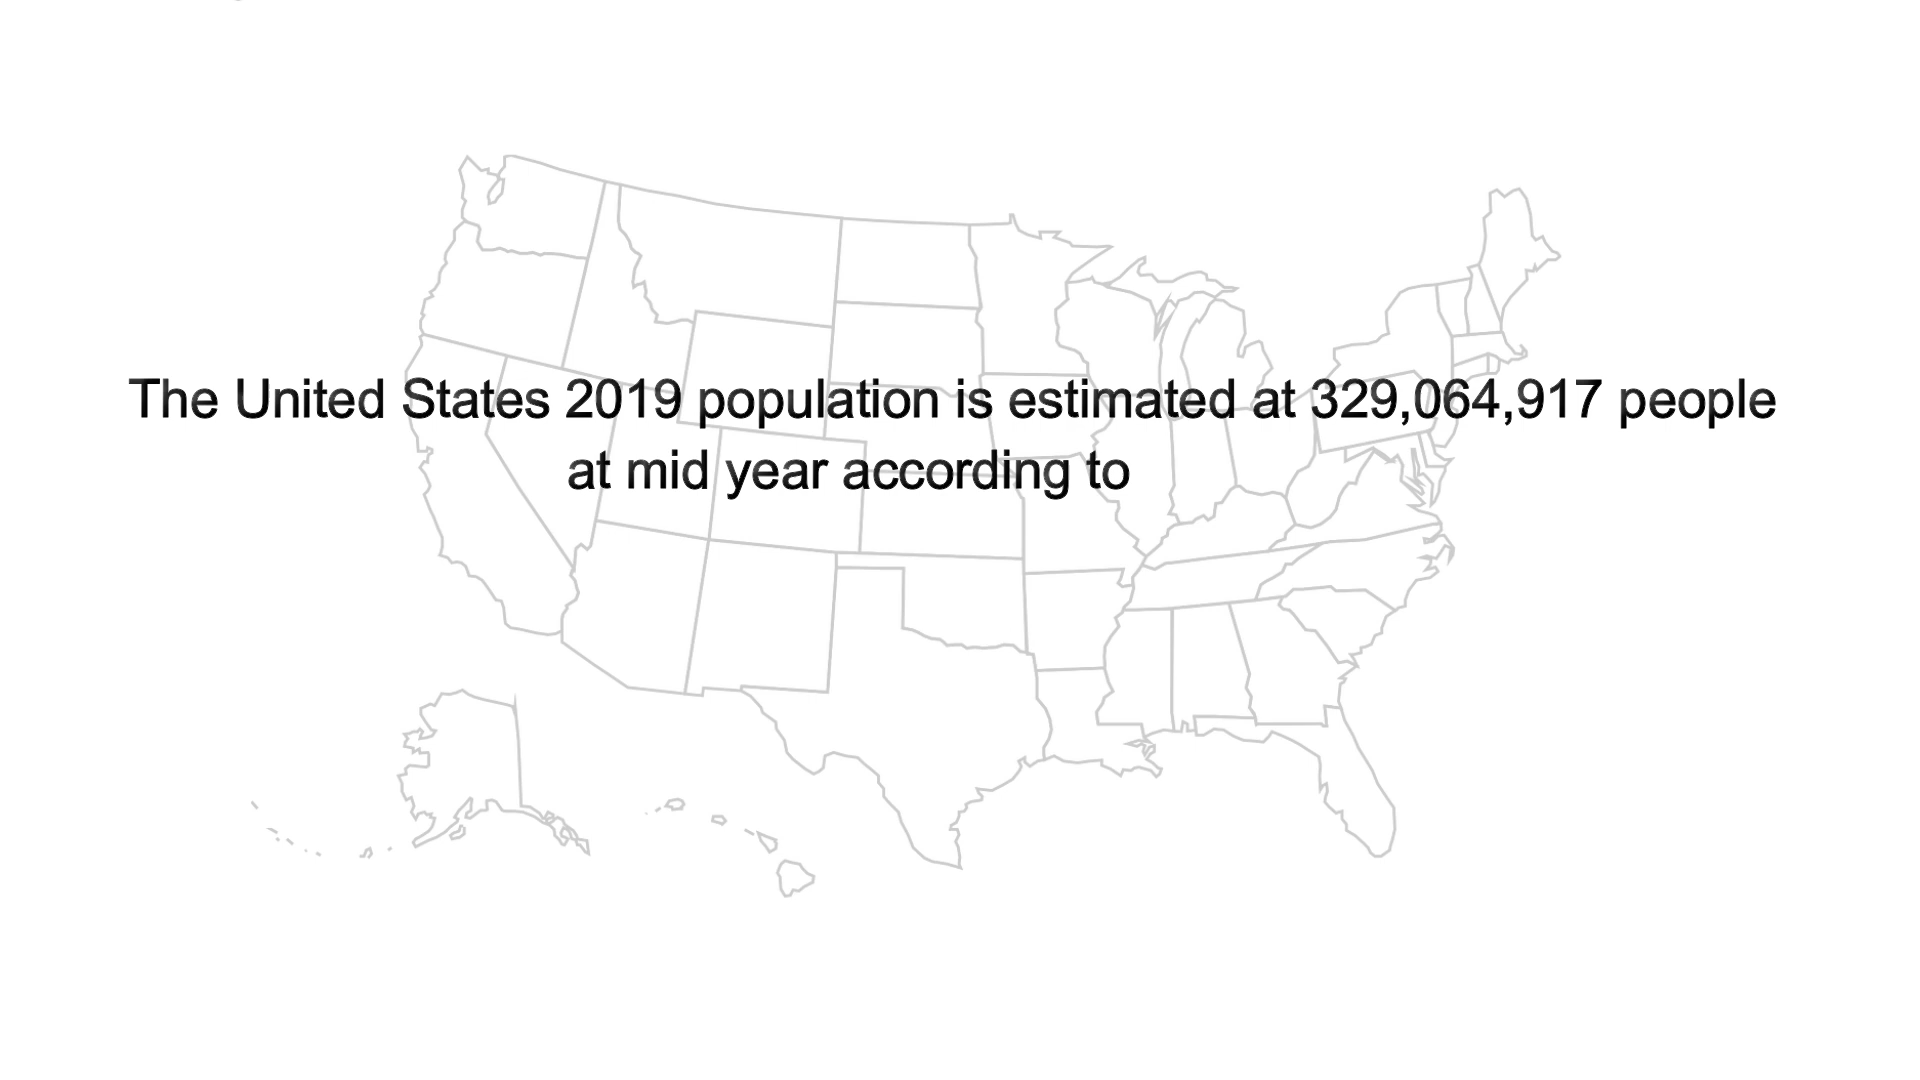 The United States 2019 population is estimated at 329,064,917 people
at mid year according to